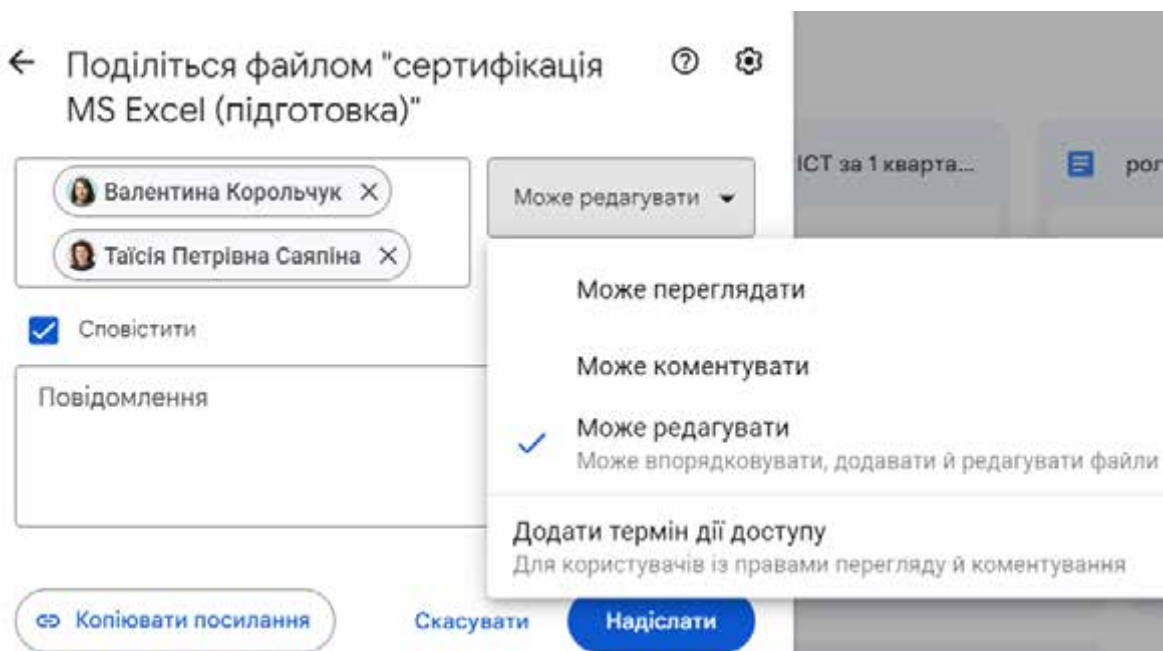 Поділіться файлом "сертифікація
MS Excel (підготовка)"
Валентина Корольчук
Таїсія Петрівна Саяпіна
Може редагувати
ІСТ за 1 кварта...
Сповістити
Повідомлення
Може переглядати
Може коментувати
Може редагувати
Може впорядковувати, додавати й редагувати файли
Додати термін дії доступу
Для користувачів із правами перегляду й коментування
Копіювати посилання
Скасувати
Надіслати